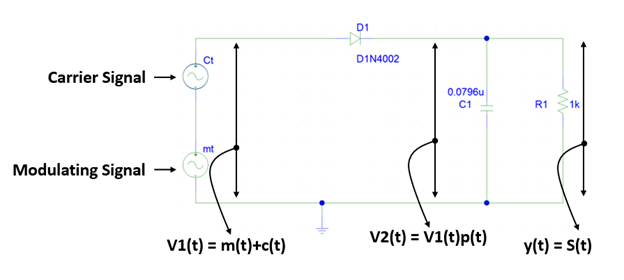 D1
Ct
D1N4002
Carrier Signal
0.0796u
C1
R1
1k
mt
Modulating Signal
V1(t) = m(t)+c(t)
V2(t) = V1(t)p(t)
y(t) = S(t)